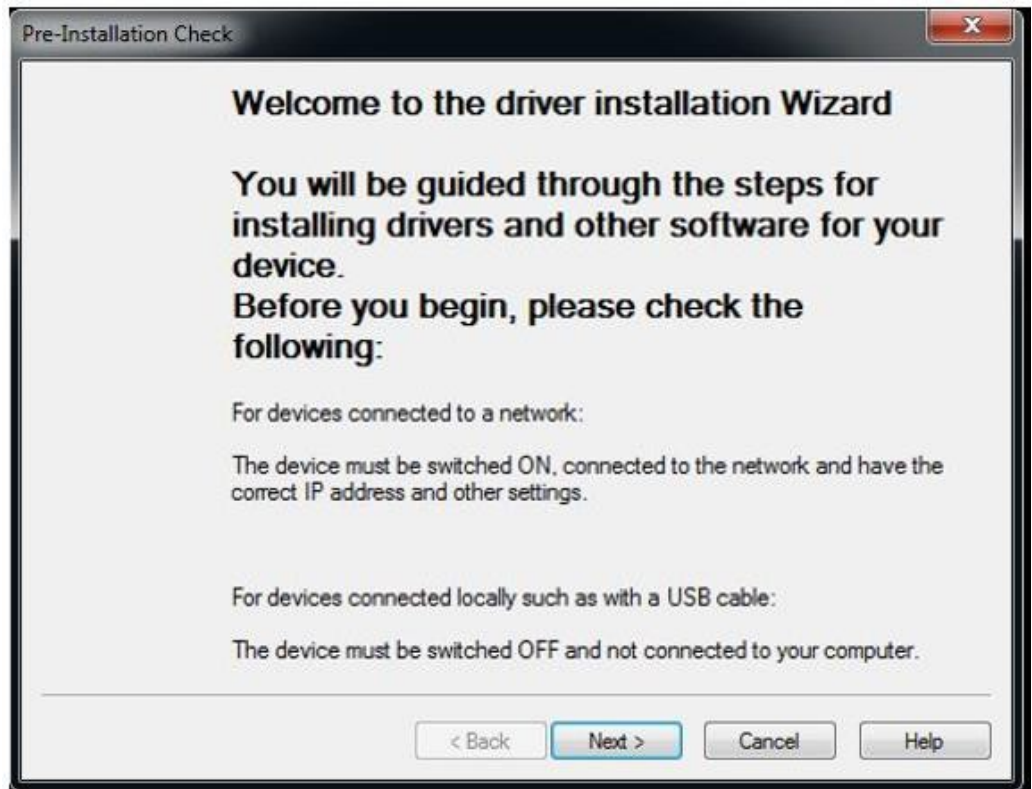 Pre-Installation Check
Welcome to the driver installation Wizard
You will be guided through the steps for
installing drivers and other software for your
device.
Before you begin, please check the
following:
For devices connected to a network:
The device must be switched ON, connected to the network and have the
correct IP address and other settings.
For devices connected locally such as with a USB cable:
The device must be switched OFF and not connected to your computer.
< Back
Next >
Cancel
Help